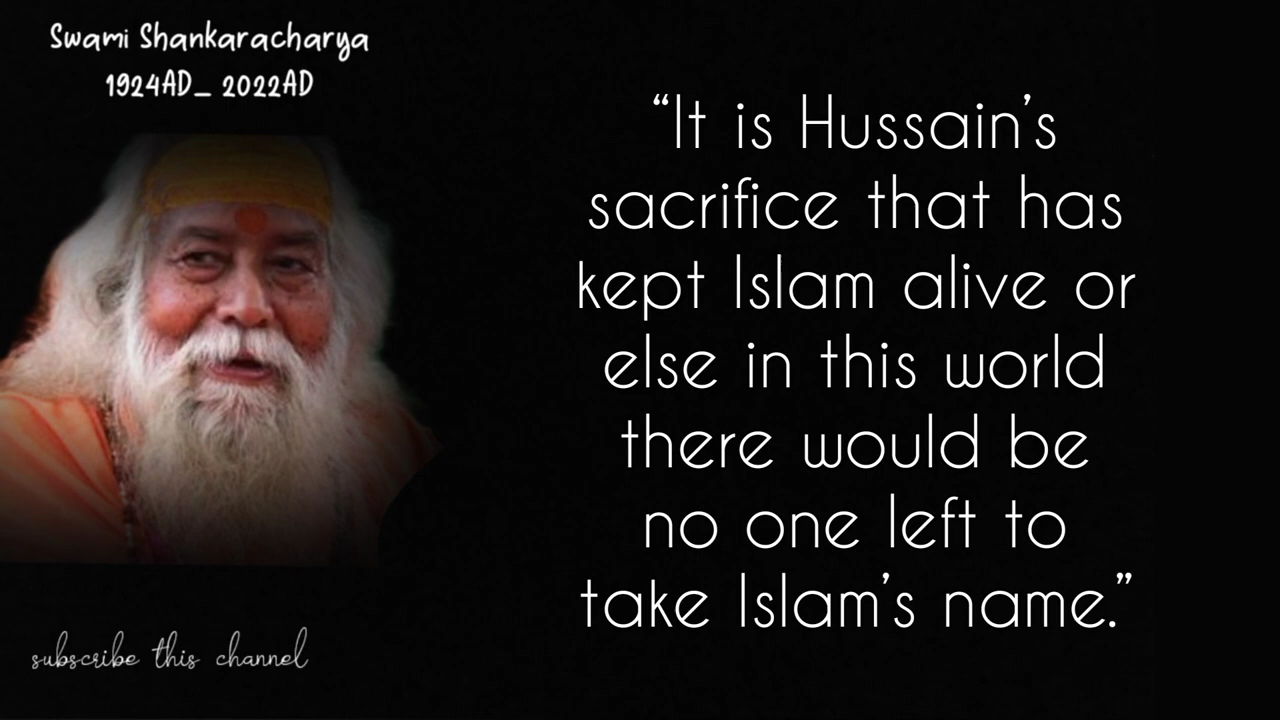 Swami Shankaracharya
1924AD_ 2022AD
“It is Hussain’s
sacrifice that has
kept Islam alive or
else in this world
there would be
no one left to
take Islam’s name.”
subscribe this channel